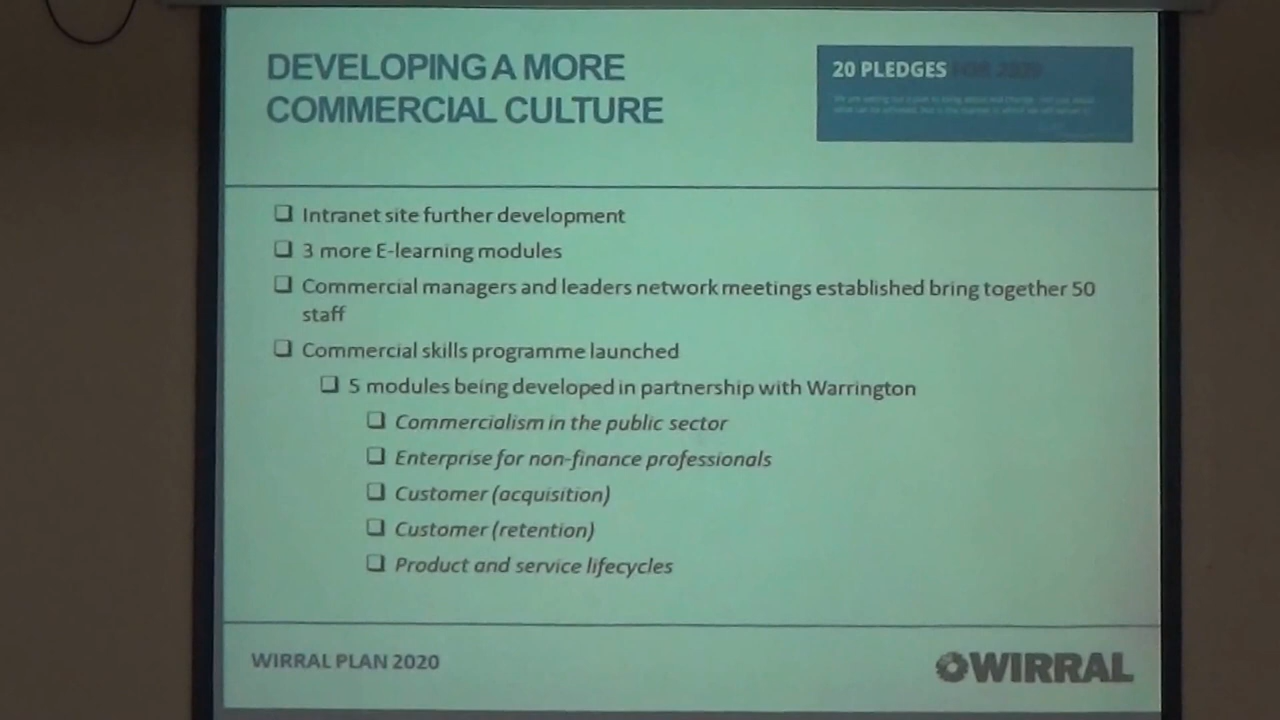 DEVELOPING A MORE
COMMERCIAL CULTURE
20 PLEDGES FOR 2020
❑ Intranet site further development
❑ 3 more E-learning modules
❑ Commercial managers and leaders network meetings established bring together 50
staff
❑ Commercial skills programme launched
❑ 5 modules being developed in partnership with Warrington
❑ Commercialism in the public sector
❑ Enterprise for non-finance professionals
❑ Customer (acquisition)
❑ Customer (retention)
❑ Product and service lifecycles
WIRRAL PLAN 2020
WIRRAL